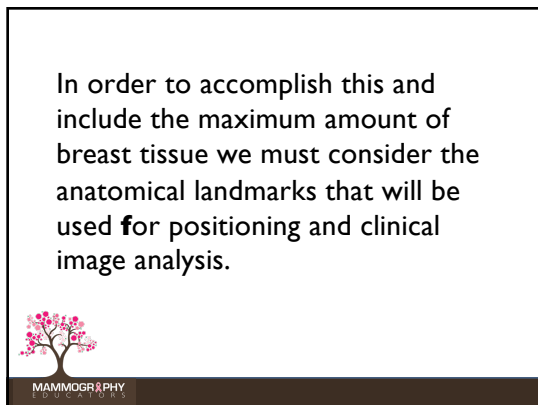 In order to accomplish this and
include the maximum amount of
breast tissue we must consider the
anatomical landmarks that will be
used for positioning and clinical
image analysis.
MAMMOGRAPHY
EDUCATORS